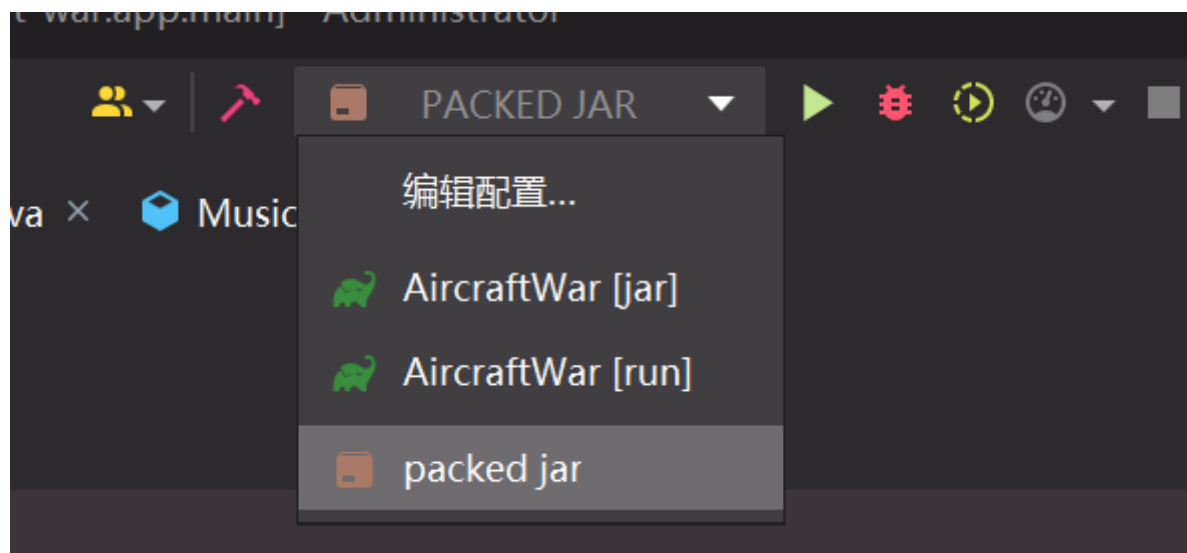 t-war.app.main] - Administrator
PACKED JAR
va
Music
编辑配置...
AircraftWar [jar]
AircraftWar [run]
packed jar